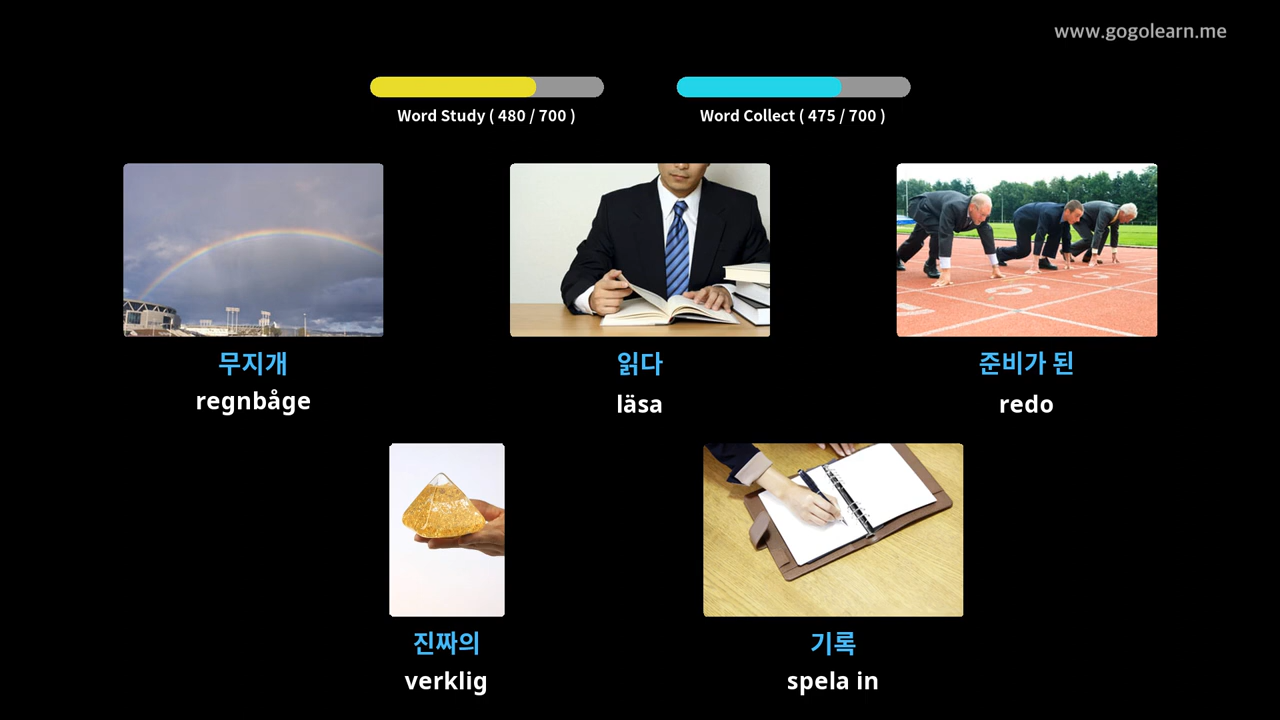 www.gogolearn.me
Word Study ( 480 / 700 )
Word Collect ( 475 / 700 )
무지개
regnbåge
읽다
läsa
준비가 된
redo
진짜의
verklig
기록
spela in